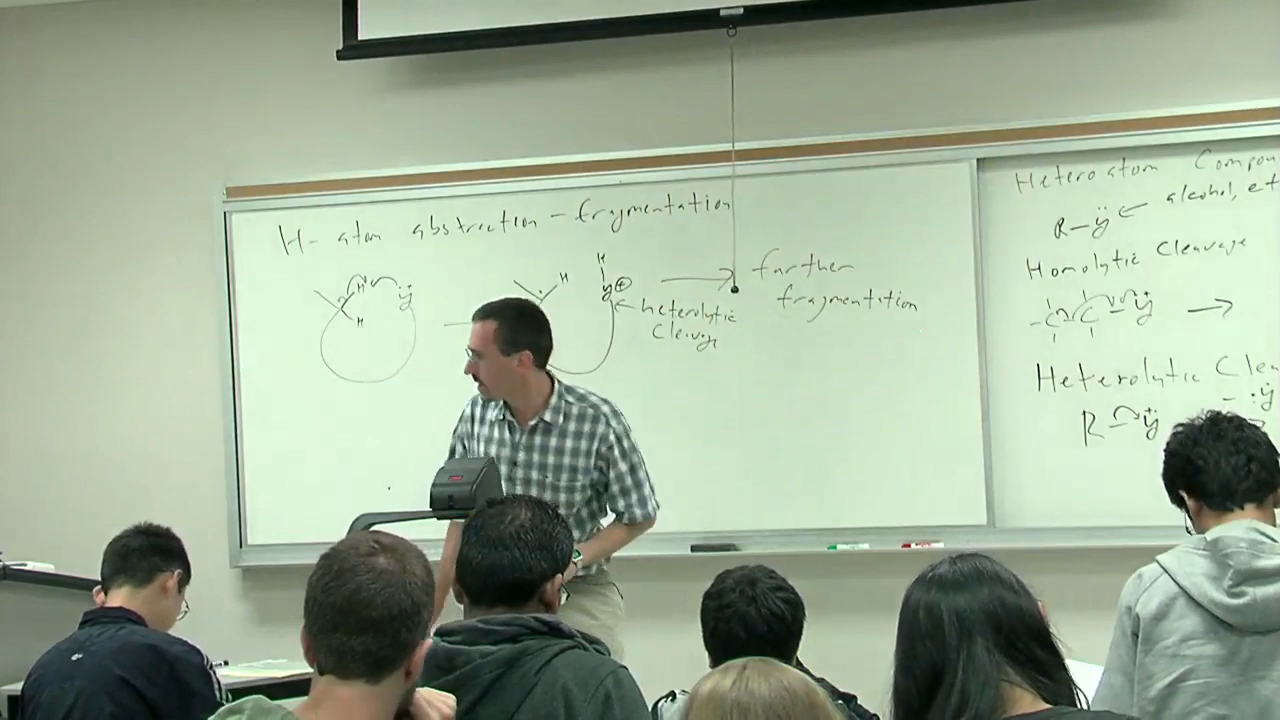 H-atom abstraction - fragmentation
H
H
ÿ
H
H
y⊕
heterolytic
cleavage
further
fragmentation
Heteroatom Compou
R-ÿ ← alcohol, et
Homolytic Cleavage
-C-C-ÿ →
Heterolytic Clea
R-ÿ